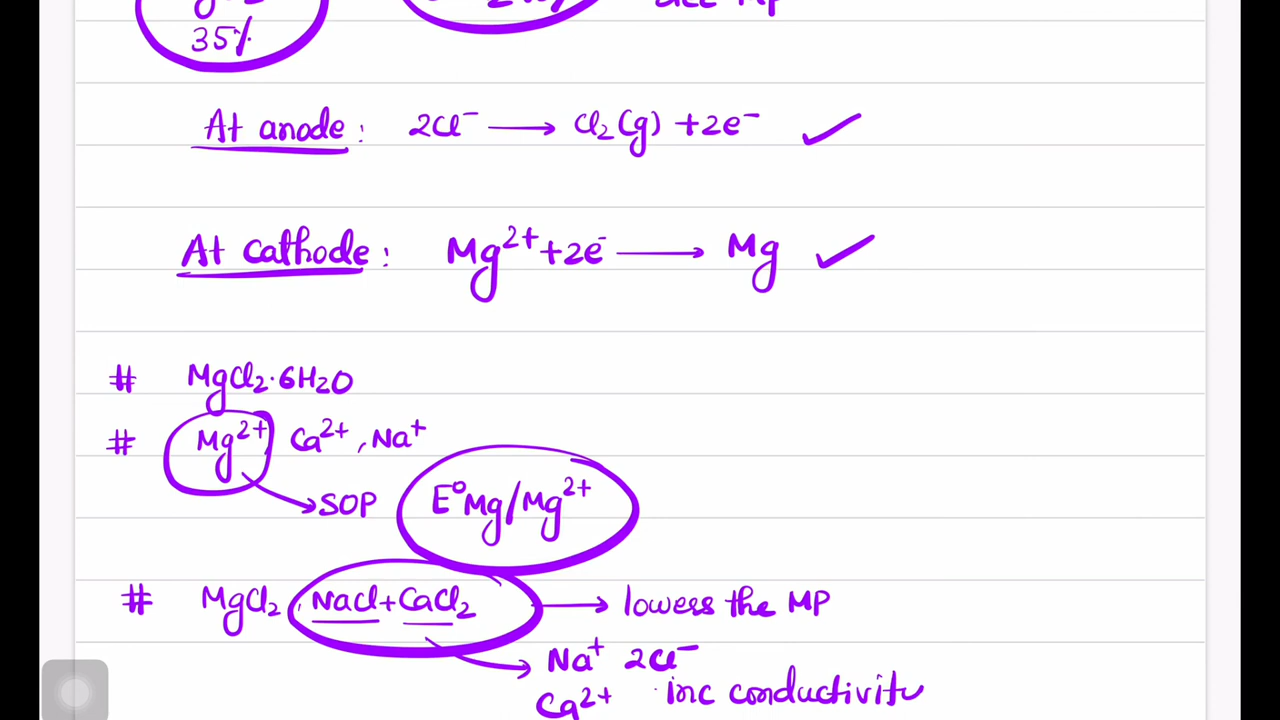 35%
At anode: 2Cl⁻ → Cl₂(g) + 2e⁻ ✓
At Cathode: Mg²⁺ + 2e⁻ → Mg ✓
# MgCl₂·6H₂O
# Mg²⁺, Ca²⁺, Na⁺
→ SOP E°Mg/Mg²⁺
# MgCl₂ NaCl + CaCl₂ → lowess the MP
→ Na⁺ 2Cl⁻
Ca²⁺ · inc conductivity